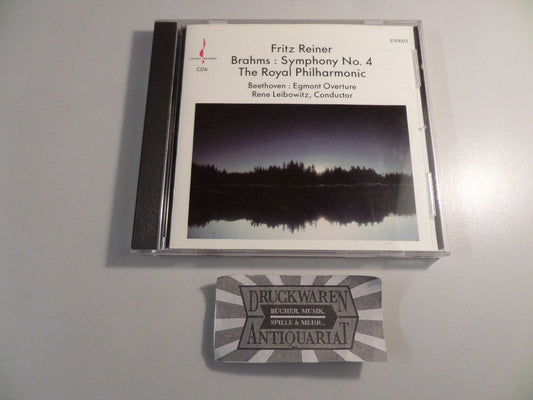 Fritz Reiner
STEREO
Brahms : Symphony No. 4
CD6
The Royal Philharmonic
Beethoven : Egmont Overture
Rene Leibowitz, Conductor
DRUCKWAREN
BÜCHER, MUSIK,
SPIELE & MEHR...
ANTIQUARIAT